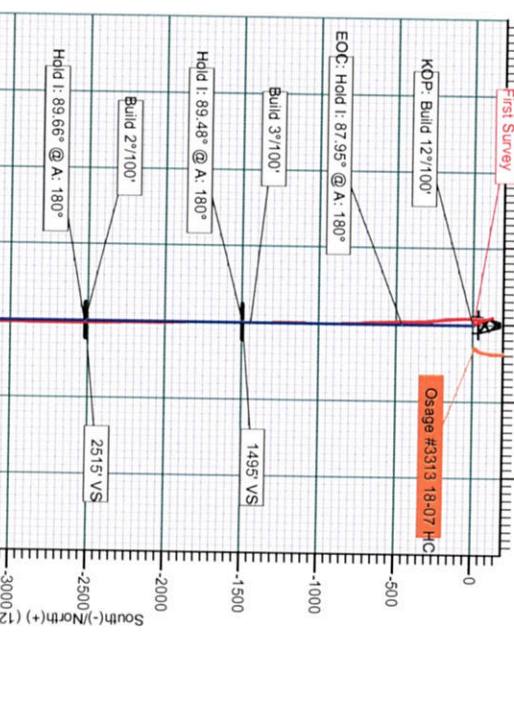 First Survey
KOP: Build 12°/100'
EOC: Hold I: 87.95° @ A: 180°
Build 3°/100'
Hold I: 89.48° @ A: 180°
Build 2°/100'
Hold I: 89.66° @ A: 180°
Osage #3313 18-07 HC
1495' VS
2515' VS
0
-500
-1000
-1500
-2000
-2500
-3000
South(-)/North(+) (12